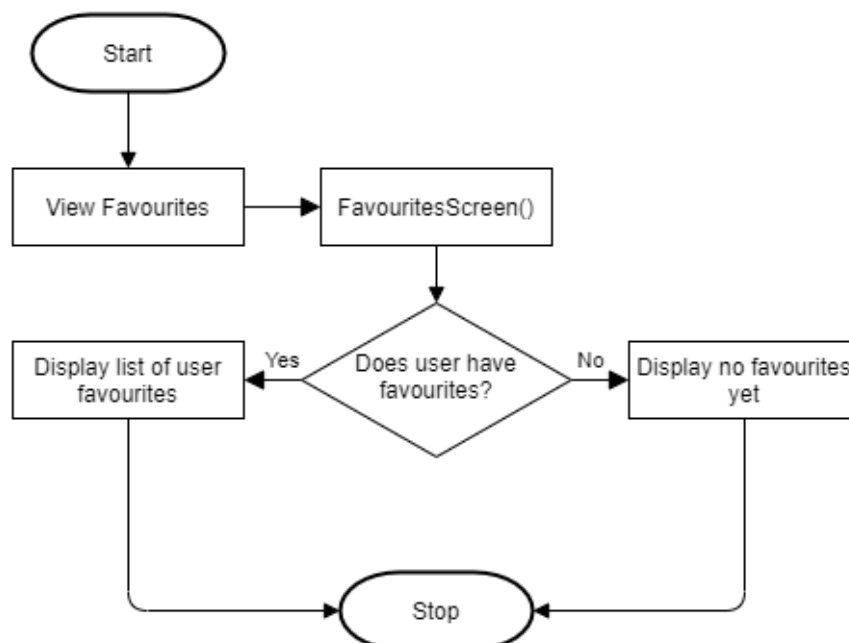 Start
View Favourites
FavouritesScreen()
Does user have
favourites?
Yes
No
Display list of user
favourites
Display no favourites
yet
Stop